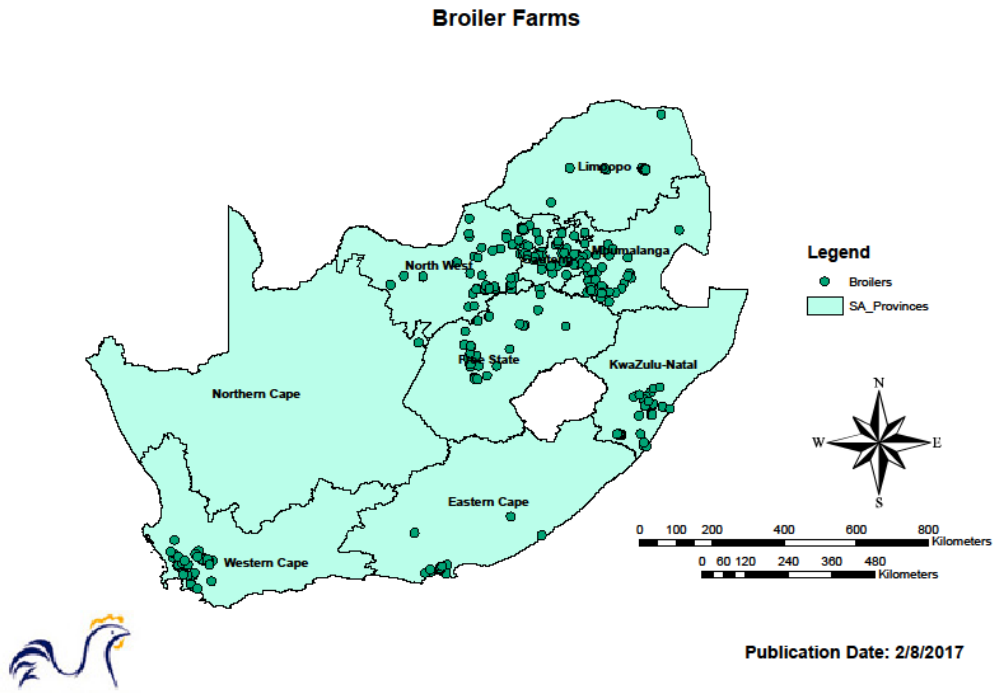 Broiler Farms
Limpopo
Mpumalanga
Gauteng
North West
Legend
Broilers
SA_Provinces
Free State
KwaZulu-Natal
Northern Cape
N
W
E
S
Eastern Cape
Western Cape
0 100 200 400 600 800
Kilometers
0 60 120 240 360 480
Kilometers
Publication Date: 2/8/2017